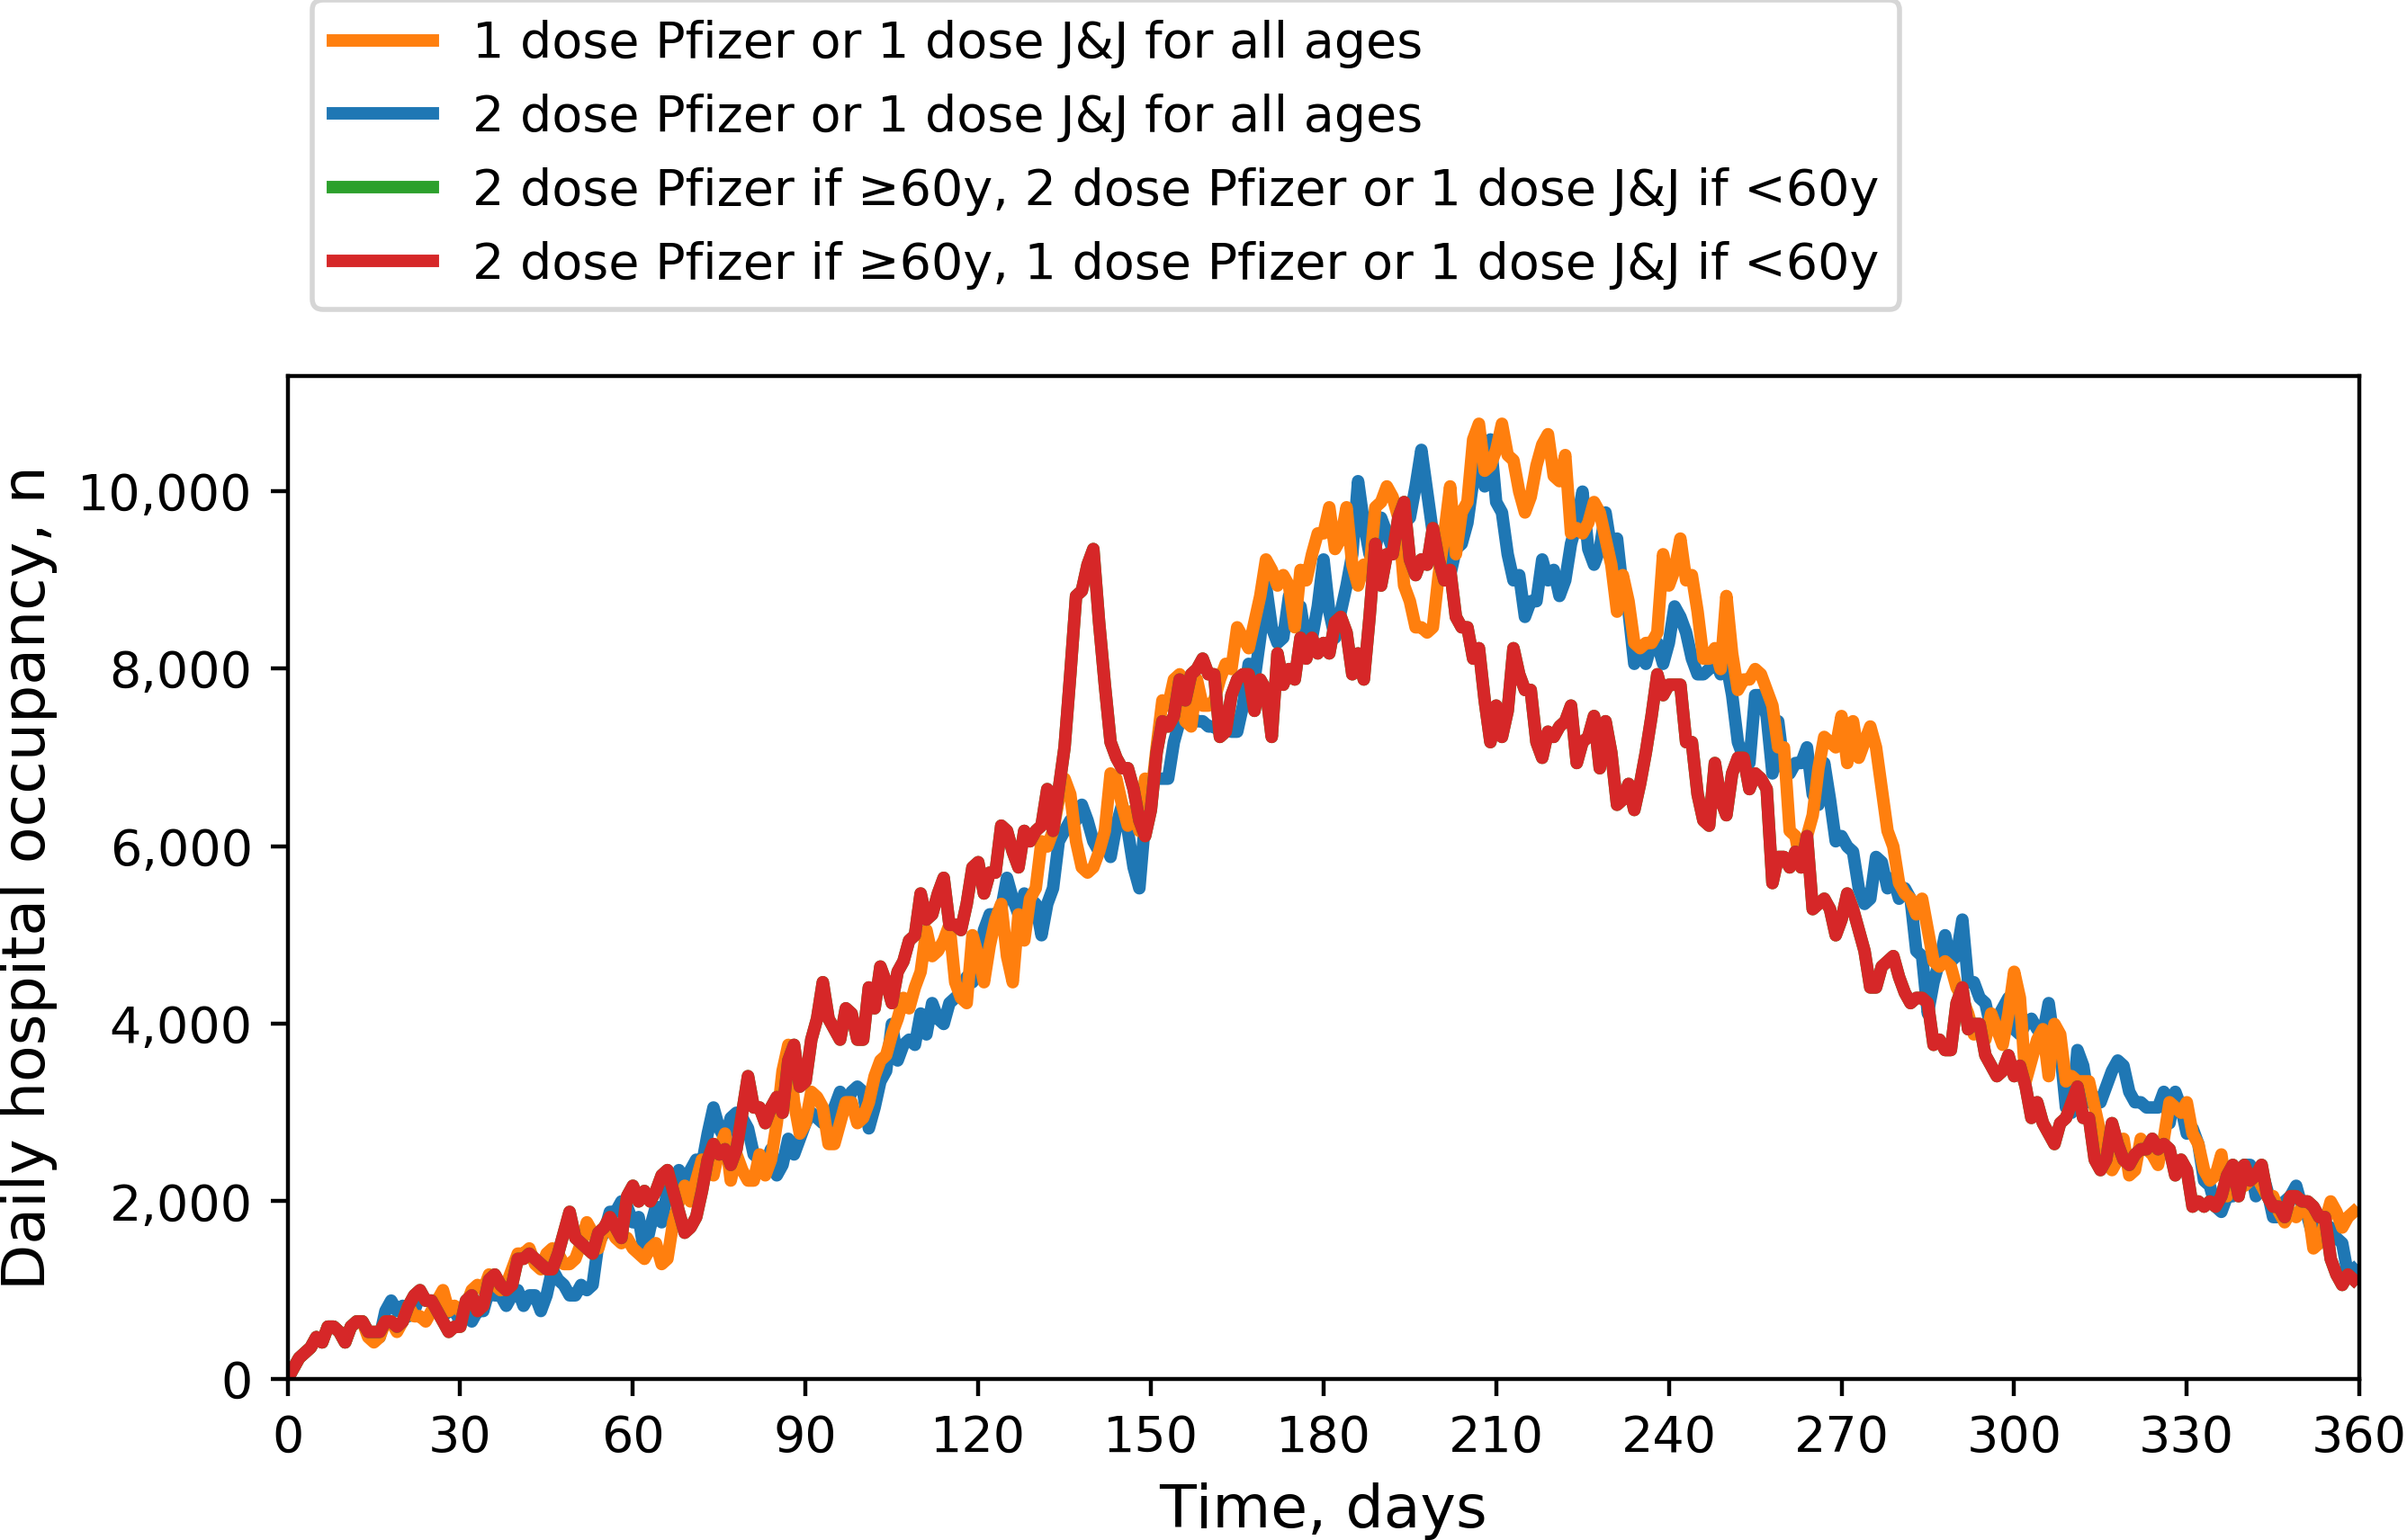 1 dose Pfizer or 1 dose J&J for all ages
2 dose Pfizer or 1 dose J&J for all ages
2 dose Pfizer if ≥60y, 2 dose Pfizer or 1 dose J&J if <60y
2 dose Pfizer if ≥60y, 1 dose Pfizer or 1 dose J&J if <60y
Daily hospital occupancy, n
10,000
8,000
6,000
4,000
2,000
0
0 30 60 90 120 150 180 210 240 270 300 330 360
Time, days